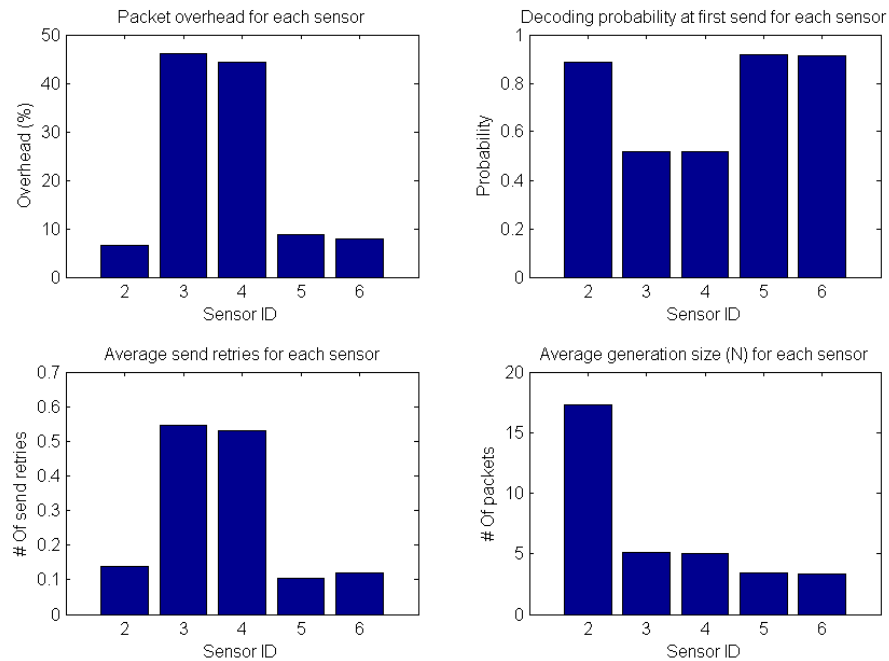 Packet overhead for each sensor
50
40
30
20
10
0
Overhead (%)
2 3 4 5 6
Sensor ID
Decoding probability at first send for each sensor
1
0.8
0.6
0.4
0.2
0
Probability
2 3 4 5 6
Sensor ID
Average send retries for each sensor
0.7
0.6
0.5
0.4
0.3
0.2
0.1
0
# Of send retries
2 3 4 5 6
Sensor ID
Average generation size (N) for each sensor
20
15
10
5
0
# Of packets
2 3 4 5 6
Sensor ID